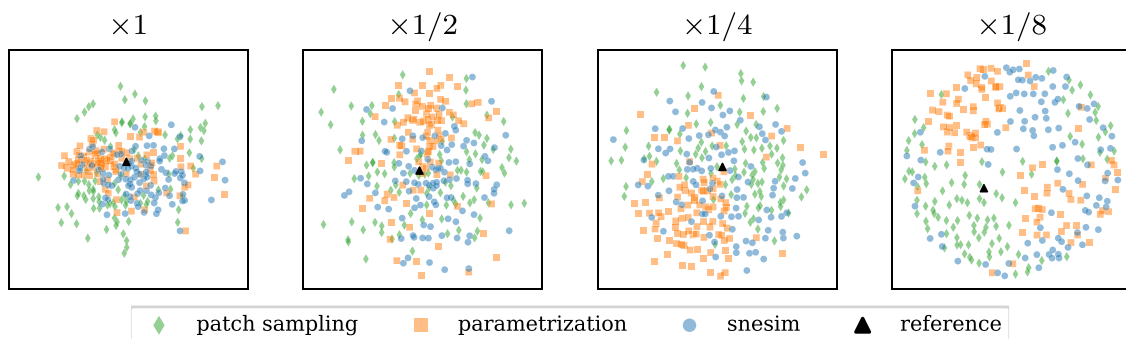 ×1 ×1/2 ×1/4 ×1/8
patch sampling parametrization snesim reference